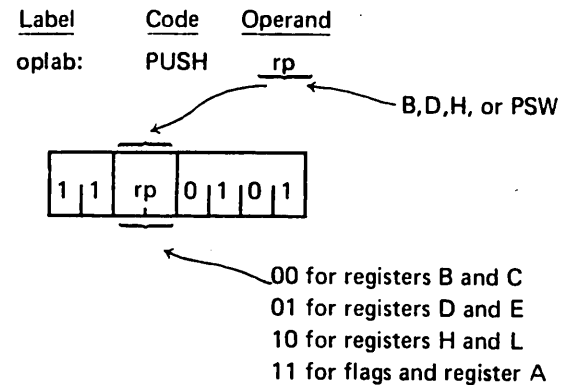 Label Code Operand
oplab: PUSH rp
B,D,H, or PSW
1 1 rp 0 1 0 1
00 for registers B and C
01 for registers D and E
10 for registers H and L
11 for flags and register A